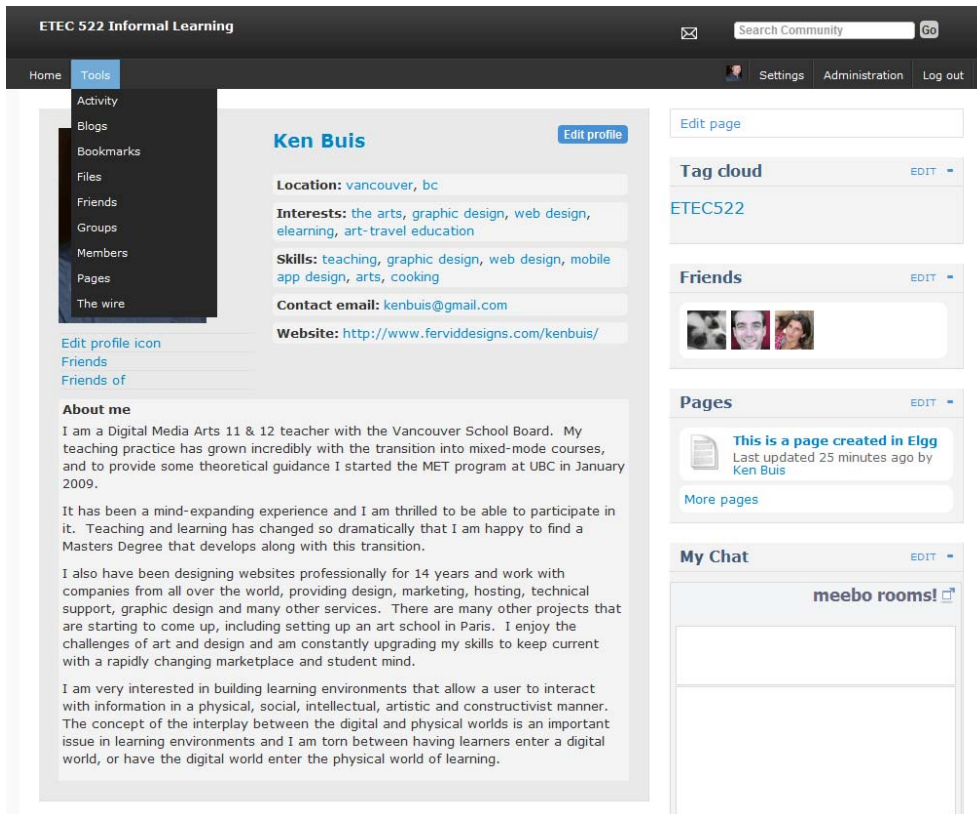 ETEC 522 Informal Learning
Search Community
Go
Home
Tools
Settings
Administration
Log out
Activity
Blogs
Bookmarks
Files
Friends
Groups
Members
Pages
The wire
Edit profile icon
Friends
Friends of
Ken Buis
Edit profile
Location: vancouver, bc
Interests: the arts, graphic design, web design,
elearning, art-travel education
Skills: teaching, graphic design, web design, mobile
app design, arts, cooking
Contact email: kenbuis@gmail.com
Website: http://www.ferviddesigns.com/kenbuis/
About me
I am a Digital Media Arts 11 & 12 teacher with the Vancouver School Board. My
teaching practice has grown incredibly with the transition into mixed-mode courses,
and to provide some theoretical guidance I started the MET program at UBC in January
2009.
It has been a mind-expanding experience and I am thrilled to be able to participate in
it. Teaching and learning has changed so dramatically that I am happy to find a
Masters Degree that develops along with this transition.
I also have been designing websites professionally for 14 years and work with
companies from all over the world, providing design, marketing, hosting, technical
support, graphic design and many other services. There are many other projects that
are starting to come up, including setting up an art school in Paris. I enjoy the
challenges of art and design and am constantly upgrading my skills to keep current
with a rapidly changing marketplace and student mind.
I am very interested in building learning environments that allow a user to interact
with information in a physical, social, intellectual, artistic and constructivist manner.
The concept of the interplay between the digital and physical worlds is an important
issue in learning environments and I am torn between having learners enter a digital
world, or have the digital world enter the physical world of learning.
Edit page
Tag cloud
EDIT
ETEC522
Friends
EDIT
Pages
EDIT
This is a page created in Elgg
Last updated 25 minutes ago by
Ken Buis
More pages
My Chat
EDIT
meebo rooms!